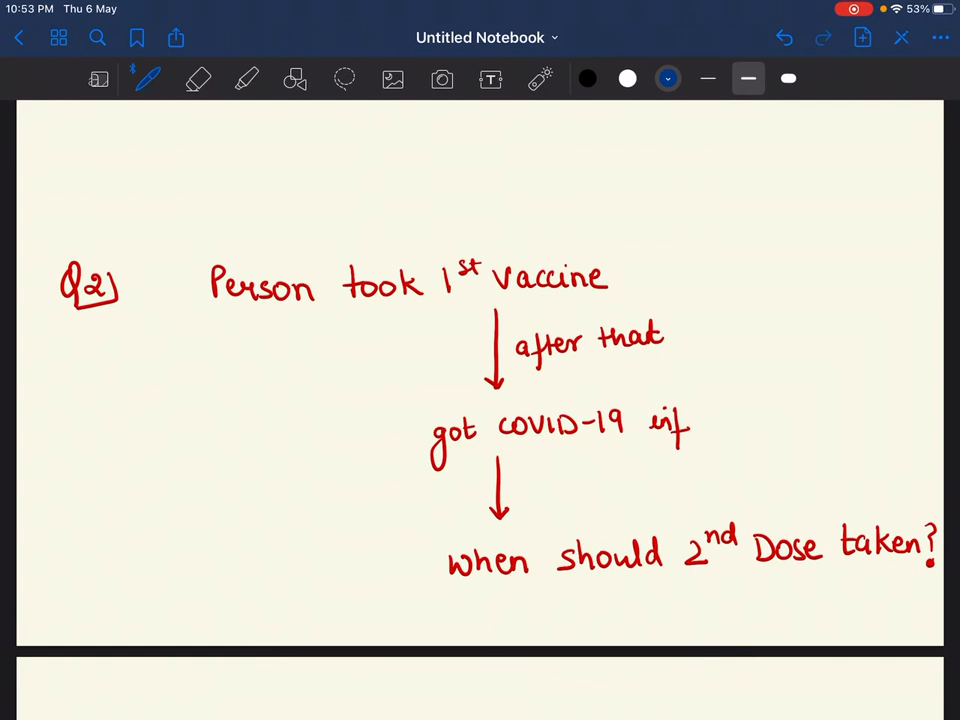 10:53 PM Thu 6 May 53%
Untitled Notebook
T
Q2) Person took 1st vaccine
after that
got COVID-19 inf
when should 2nd Dose taken?